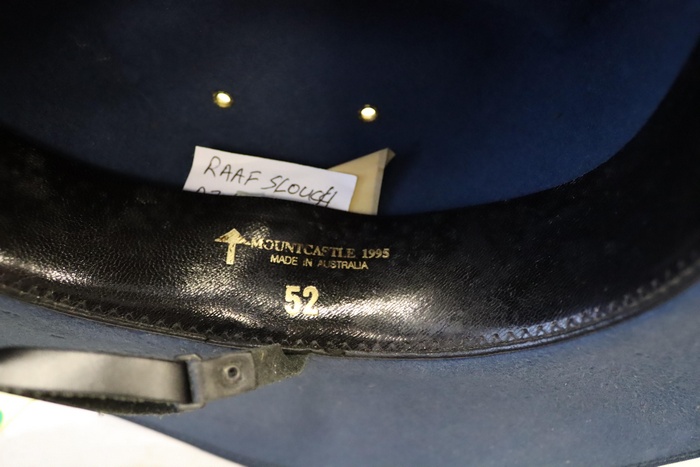 RAAF SLOUCH
MOUNTCASTLE 1995
MADE IN AUSTRALIA
52